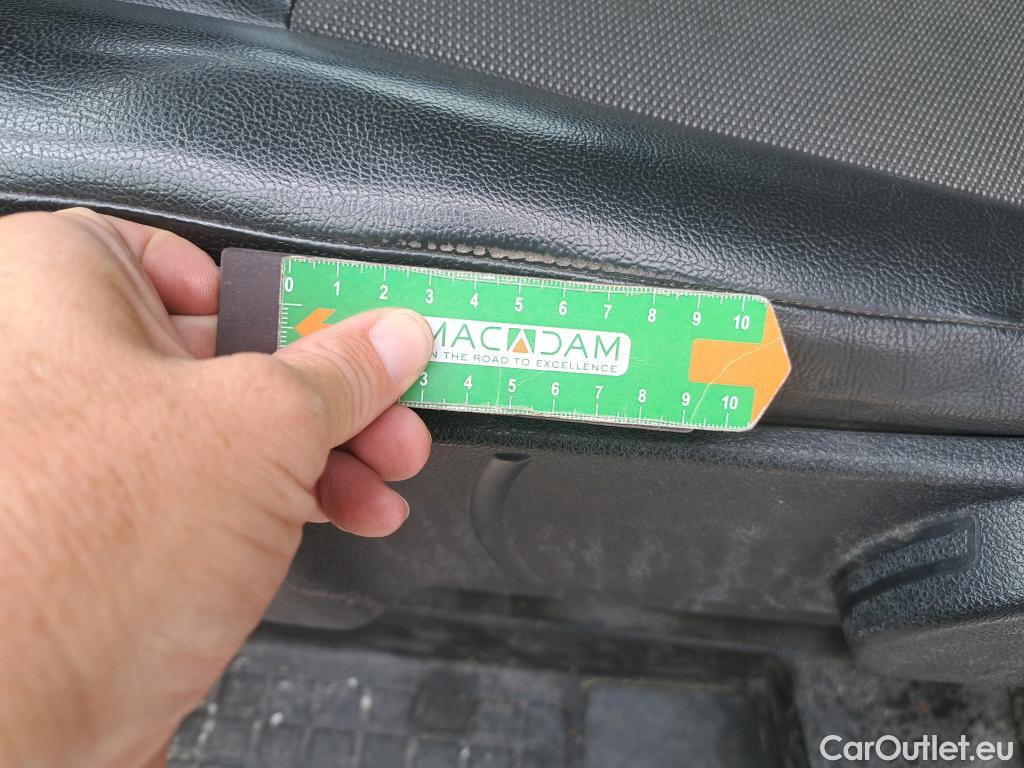 0 1 2 3 4 5 6 7 8 9 10
MACADAM
N THE ROAD TO EXCELLENCE
3 4 5 6 7 8 9 10
CarOutlet.eu